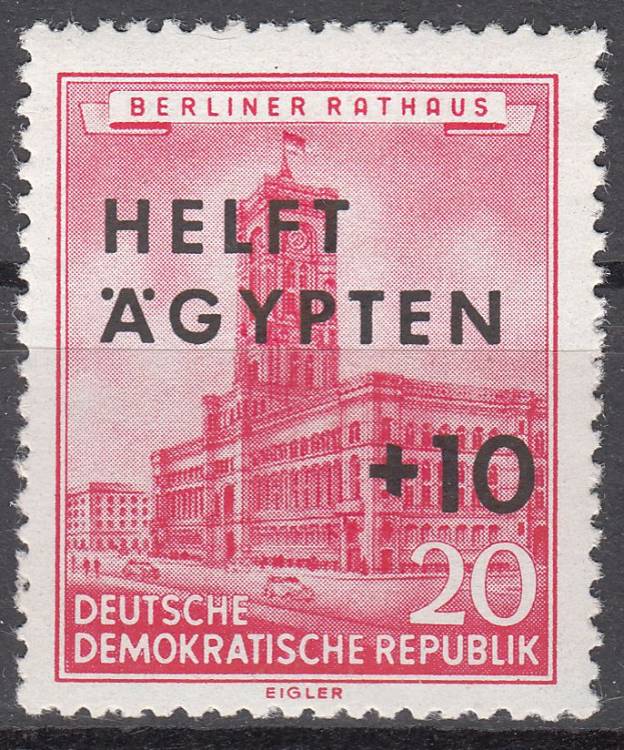 BERLINER RATHAUS
HELFT
ÄGYPTEN
+10
20
DEUTSCHE
DEMOKRATISCHE REPUBLIK
EIGLER